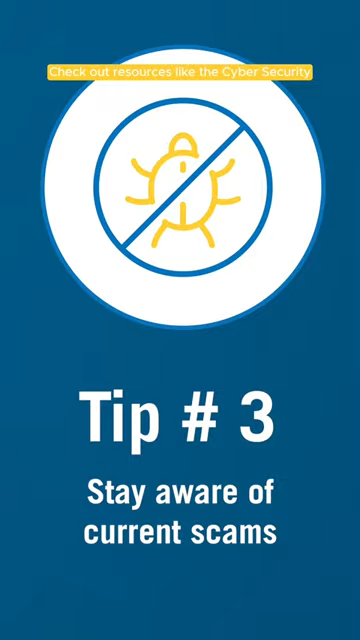 Check out resources like the Cyber Security
Tip # 3
Stay aware of
current scams